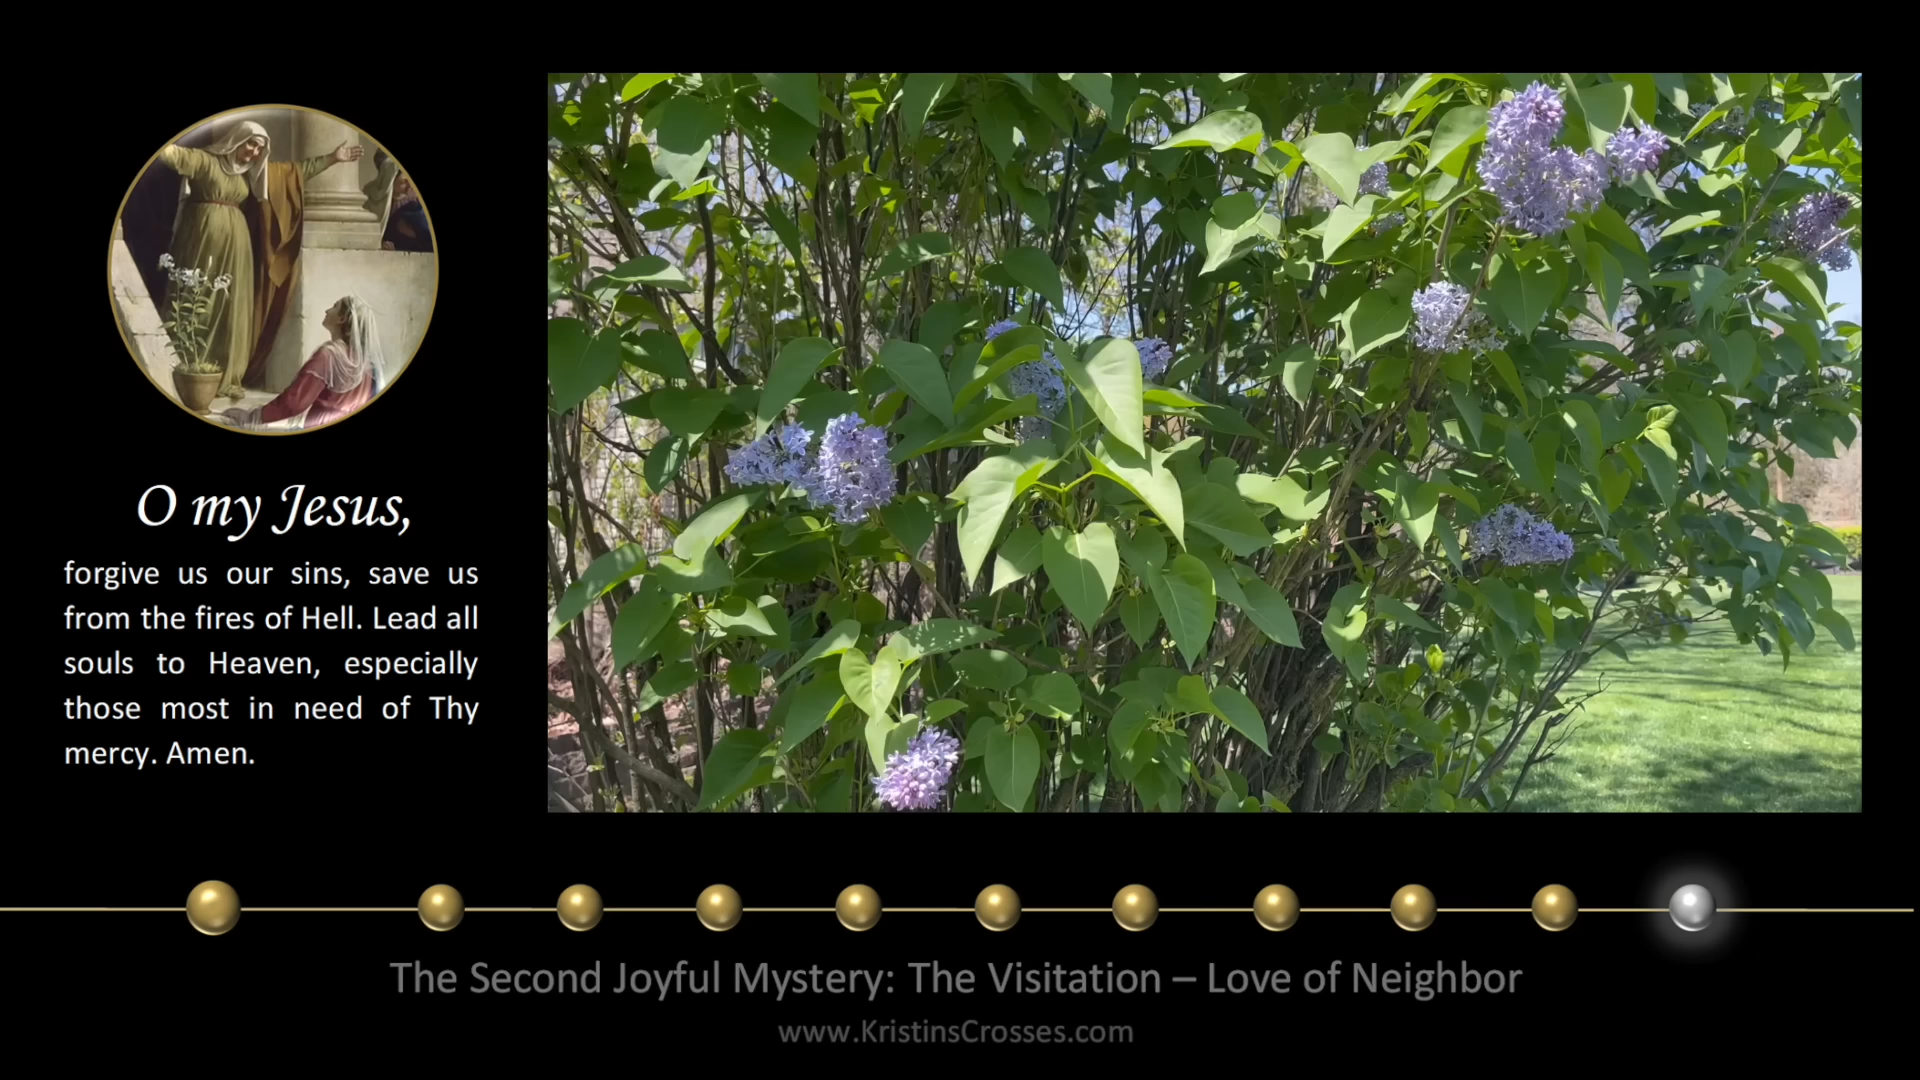 O my Jesus,
forgive us our sins, save us
from the fires of Hell. Lead all
souls to Heaven, especially
those most in need of Thy
mercy. Amen.
The Second Joyful Mystery: The Visitation – Love of Neighbor
www.KristinsCrosses.com